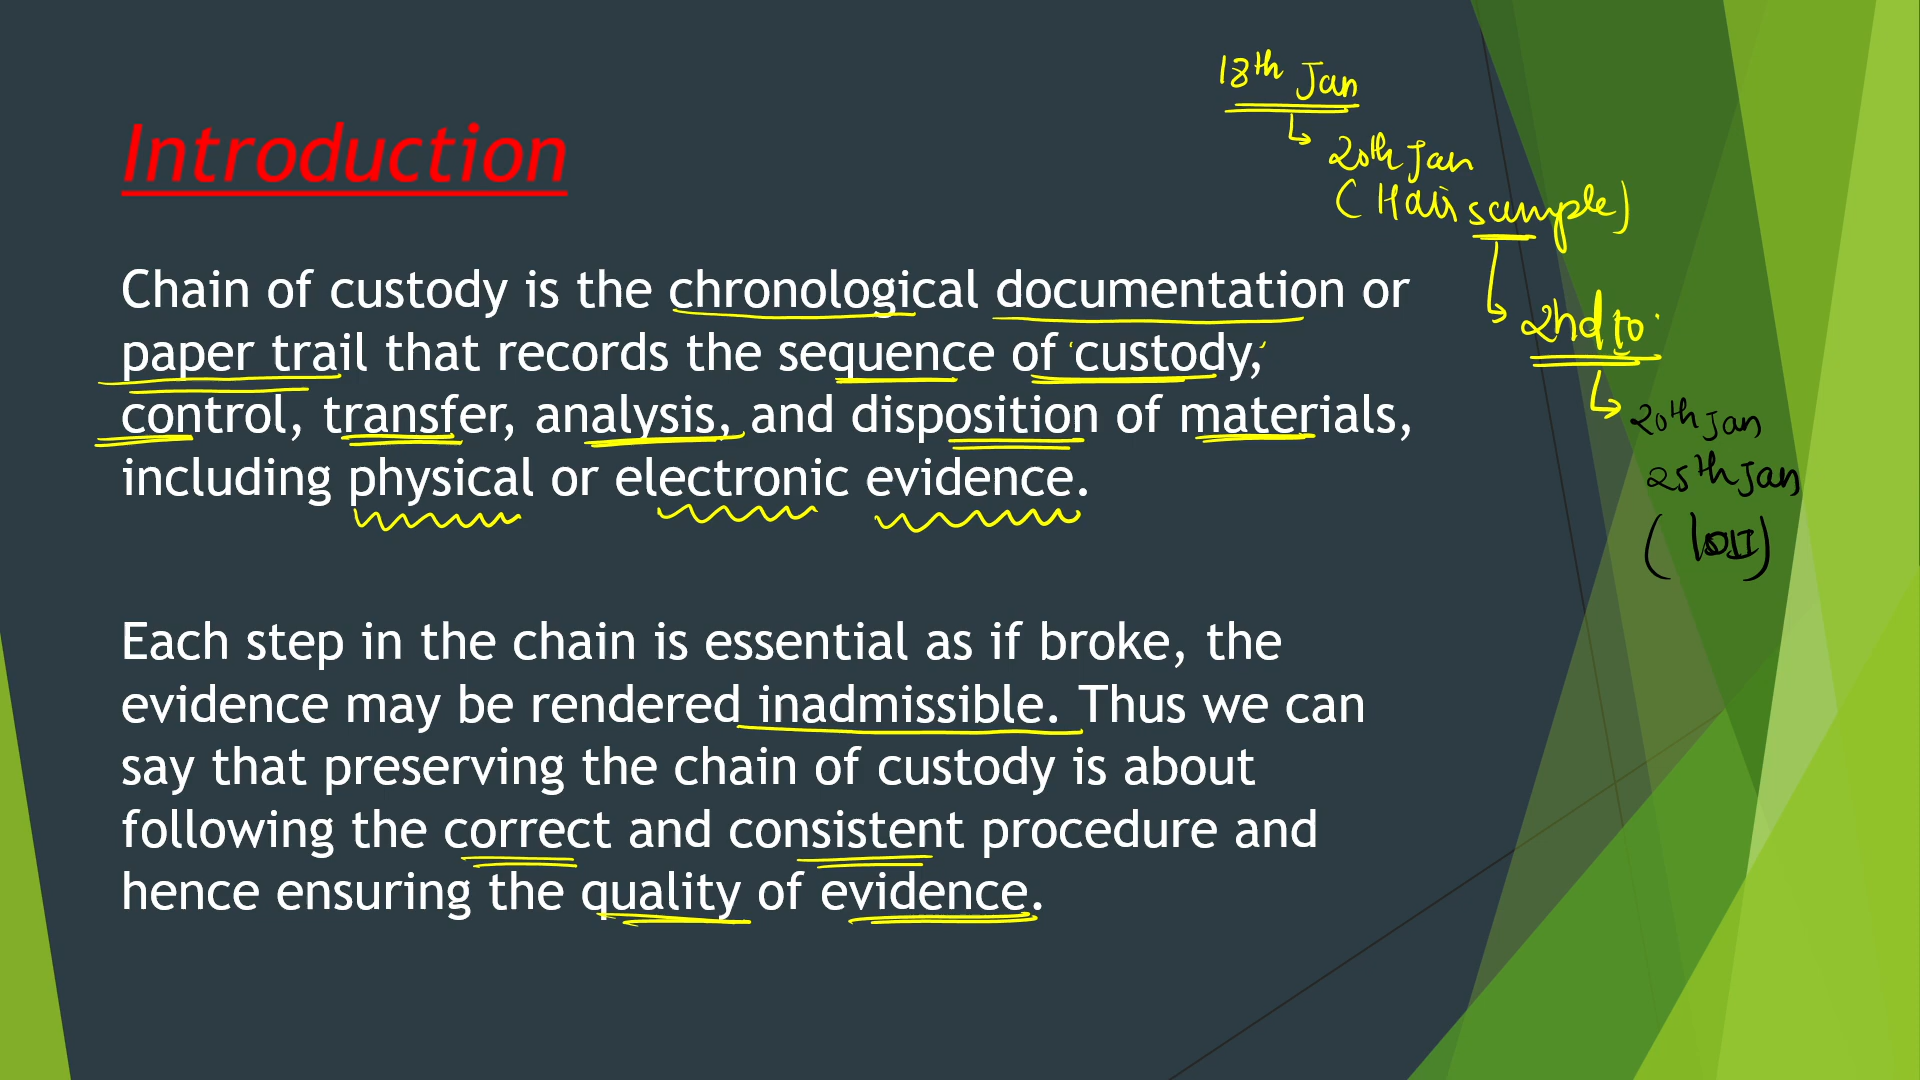 18th Jan
20th Jan
(Hair sample)
2nd to
20th Jan
25th Jan
Introduction
Chain of custody is the chronological documentation or
paper trail that records the sequence of custody,
control, transfer, analysis, and disposition of materials,
including physical or electronic evidence.
Each step in the chain is essential as if broke, the
evidence may be rendered inadmissible. Thus we can
say that preserving the chain of custody is about
following the correct and consistent procedure and
hence ensuring the quality of evidence.